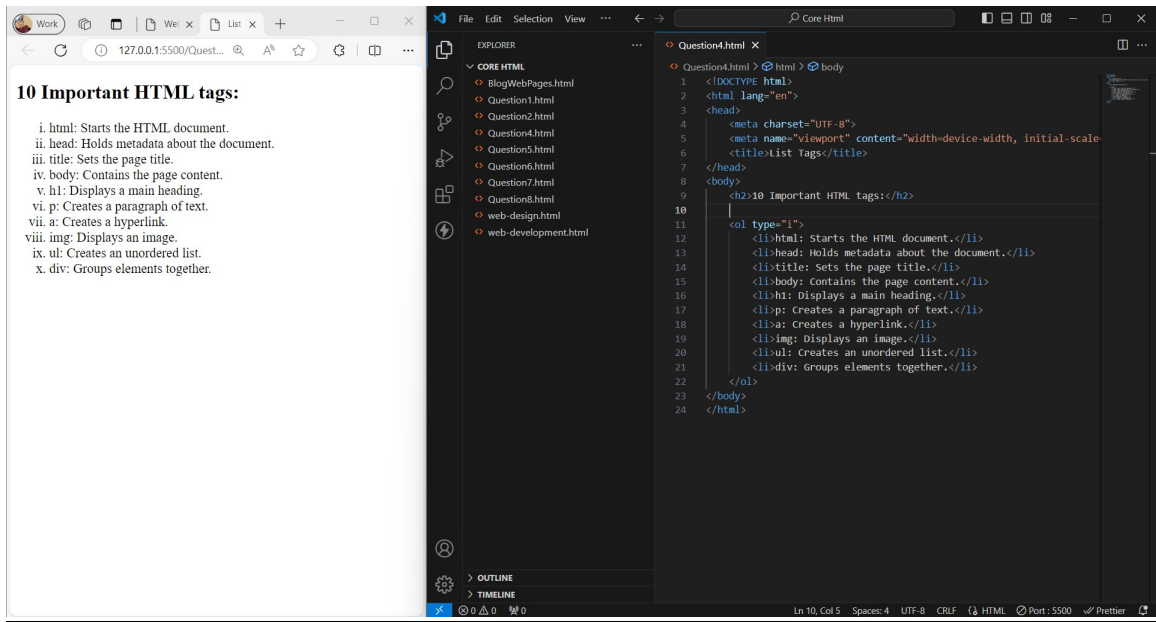 Work
Wel
List
127.0.0.1:5500/Quest...
10 Important HTML tags:
i. html: Starts the HTML document.
ii. head: Holds metadata about the document.
iii. title: Sets the page title.
iv. body: Contains the page content.
v. h1: Displays a main heading.
vi. p: Creates a paragraph of text.
vii. a: Creates a hyperlink.
viii. img: Displays an image.
ix. ul: Creates an unordered list.
x. div: Groups elements together.
File Edit Selection View ...
Core Html
EXPLORER
CORE HTML
BlogWebPages.html
Question1.html
Question2.html
Question4.html
Question5.html
Question6.html
Question7.html
Question8.html
web-design.html
web-development.html
OUTLINE
TIMELINE
Question4.html
Question4.html > html > body
1 <!DOCTYPE html>
2 <html lang="en">
3 <head>
4 <meta charset="UTF-8">
5 <meta name="viewport" content="width=device-width, initial-scale=
6 <title>List Tags</title>
7 </head>
8 <body>
9 <h2>10 Important HTML tags:</h2>
10
11 <ol type="i">
12 <li>html: Starts the HTML document.</li>
13 <li>head: Holds metadata about the document.</li>
14 <li>title: Sets the page title.</li>
15 <li>body: Contains the page content.</li>
16 <li>h1: Displays a main heading.</li>
17 <li>p: Creates a paragraph of text.</li>
18 <li>a: Creates a hyperlink.</li>
19 <li>img: Displays an image.</li>
20 <li>ul: Creates an unordered list.</li>
21 <li>div: Groups elements together.</li>
22 </ol>
23 </body>
24 </html>
0 0 0
Ln 10, Col 5 Spaces: 4 UTF-8 CRLF HTML Port : 5500 Prettier